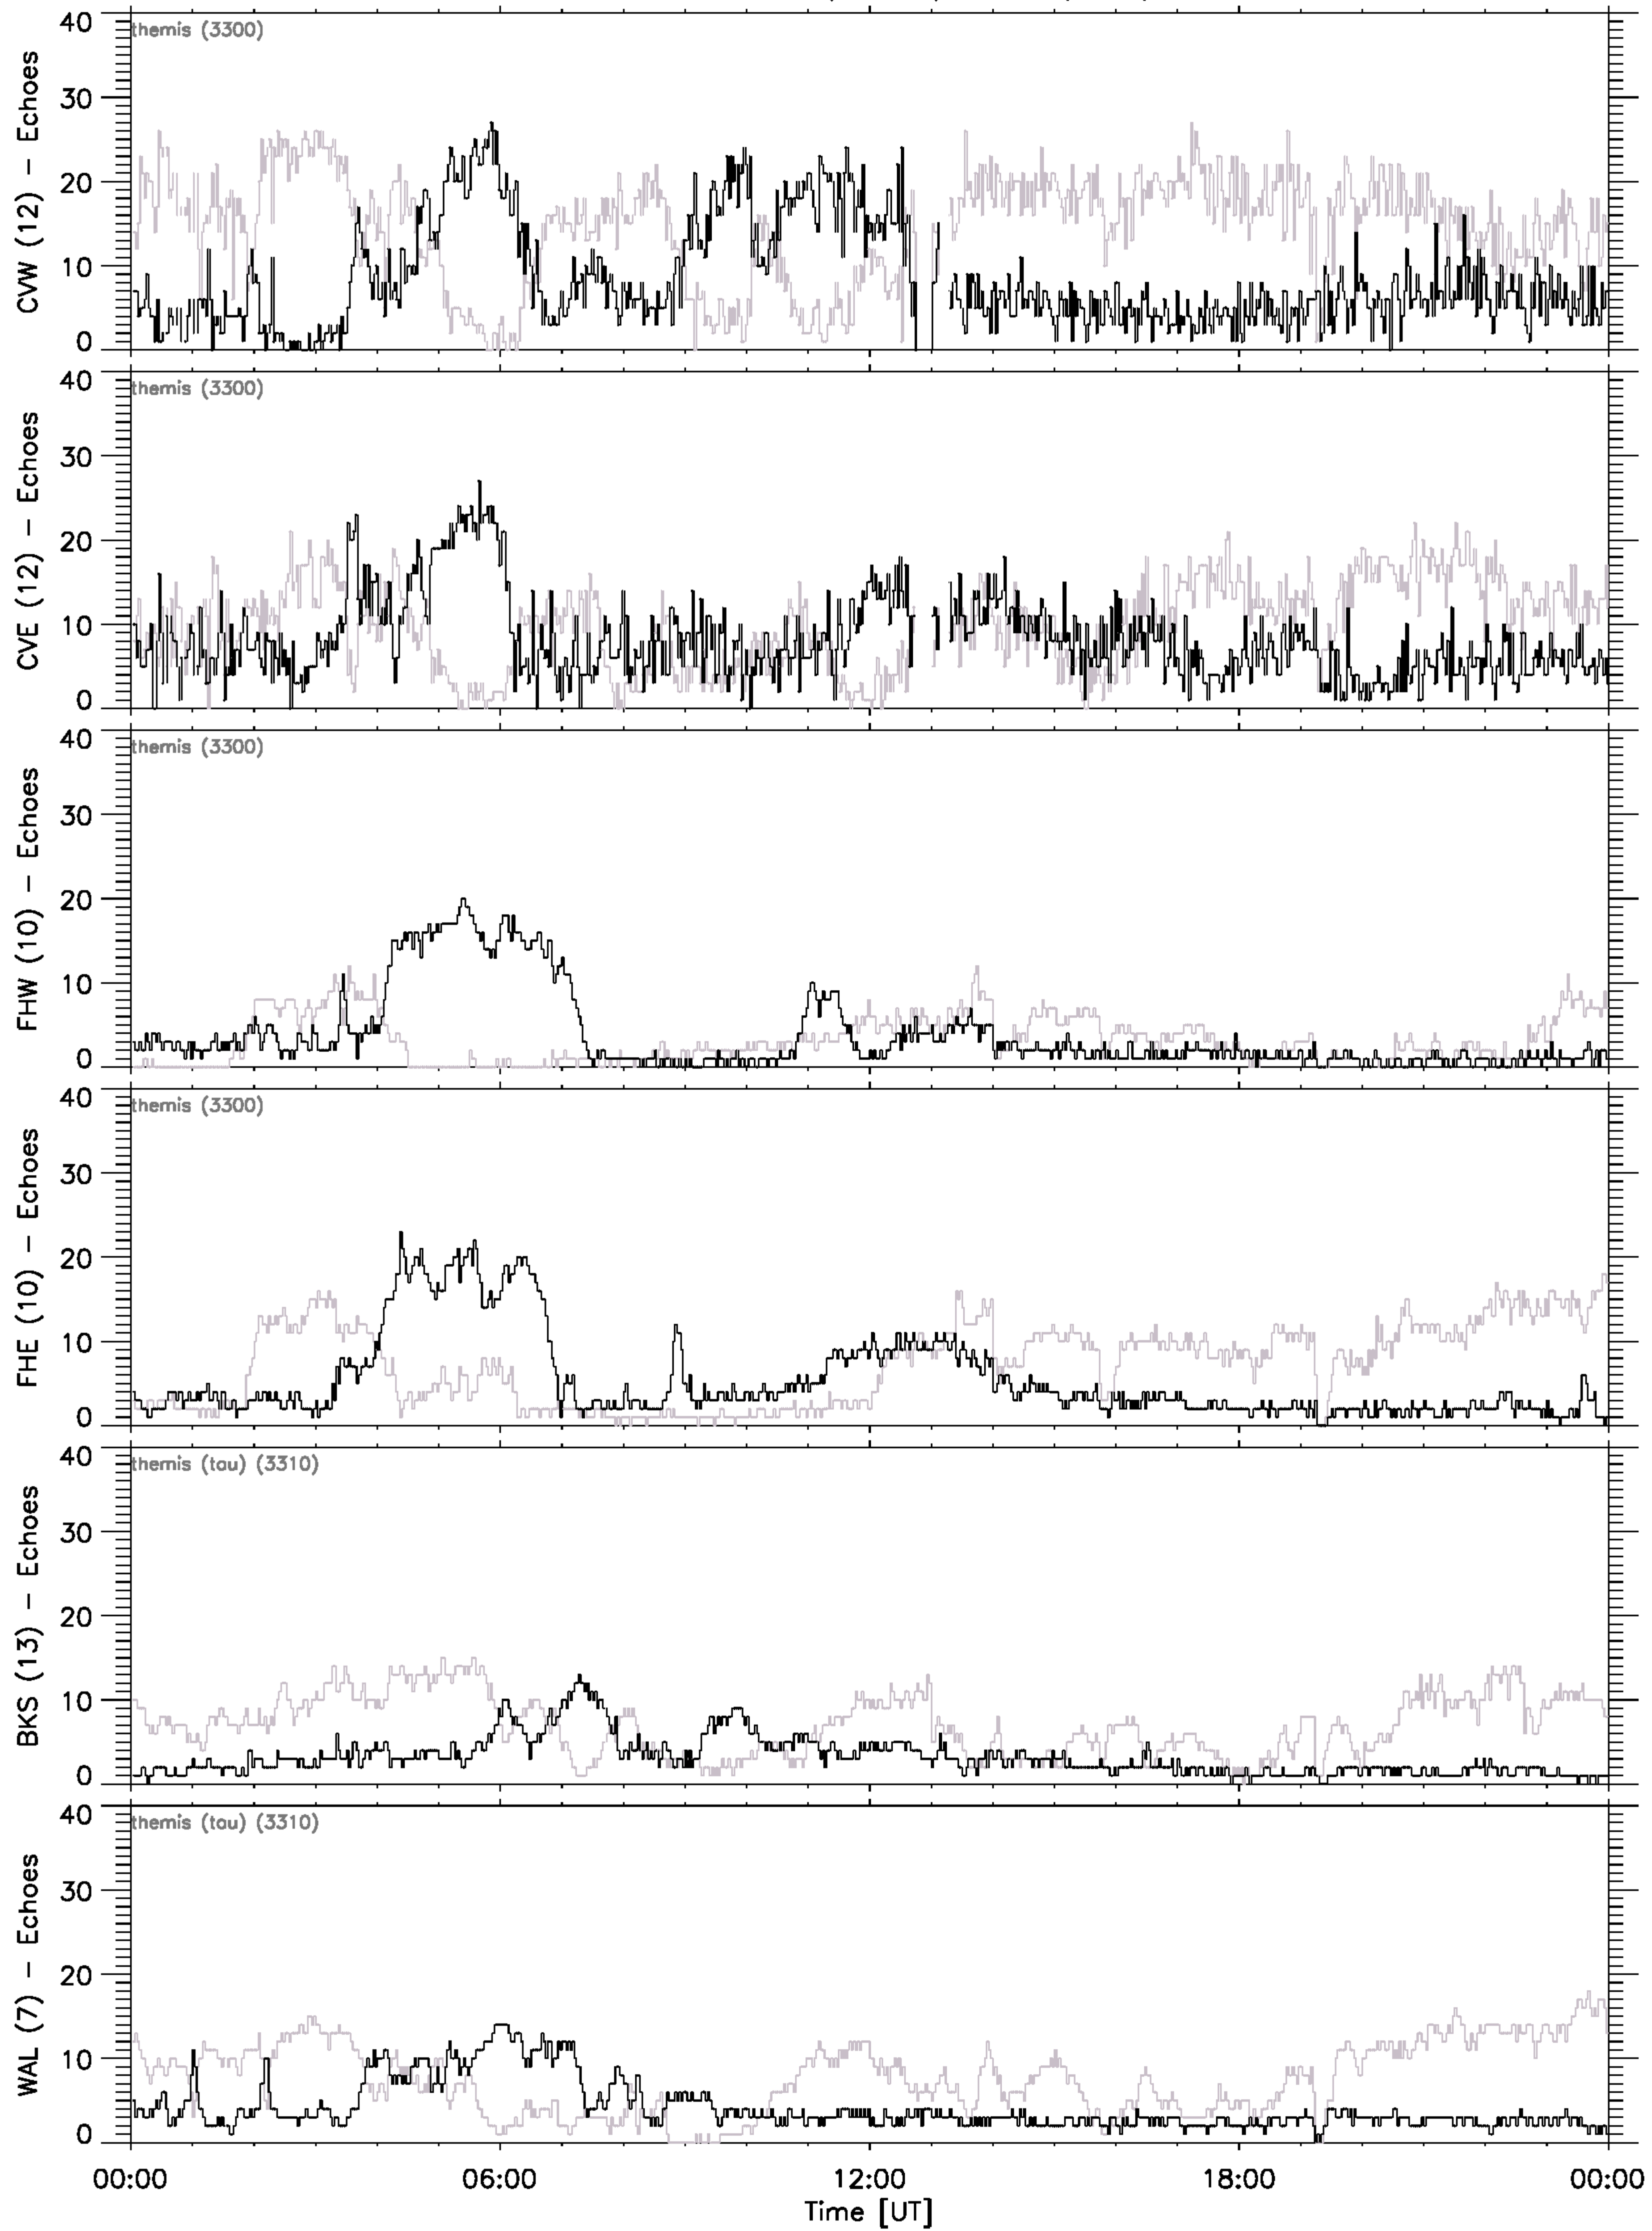 CVW (12) – Echoes
themis (3300)
40
30
20
10
0
CVE (12) – Echoes
themis (3300)
40
30
20
10
0
FHW (10) – Echoes
themis (3300)
40
30
20
10
0
FHE (10) – Echoes
themis (3300)
40
30
20
10
0
BKS (13) – Echoes
themis (tau) (3310)
40
30
20
10
0
WAL (7) – Echoes
themis (tau) (3310)
40
30
20
10
0
00:00 06:00 12:00 18:00 00:00
Time [UT]